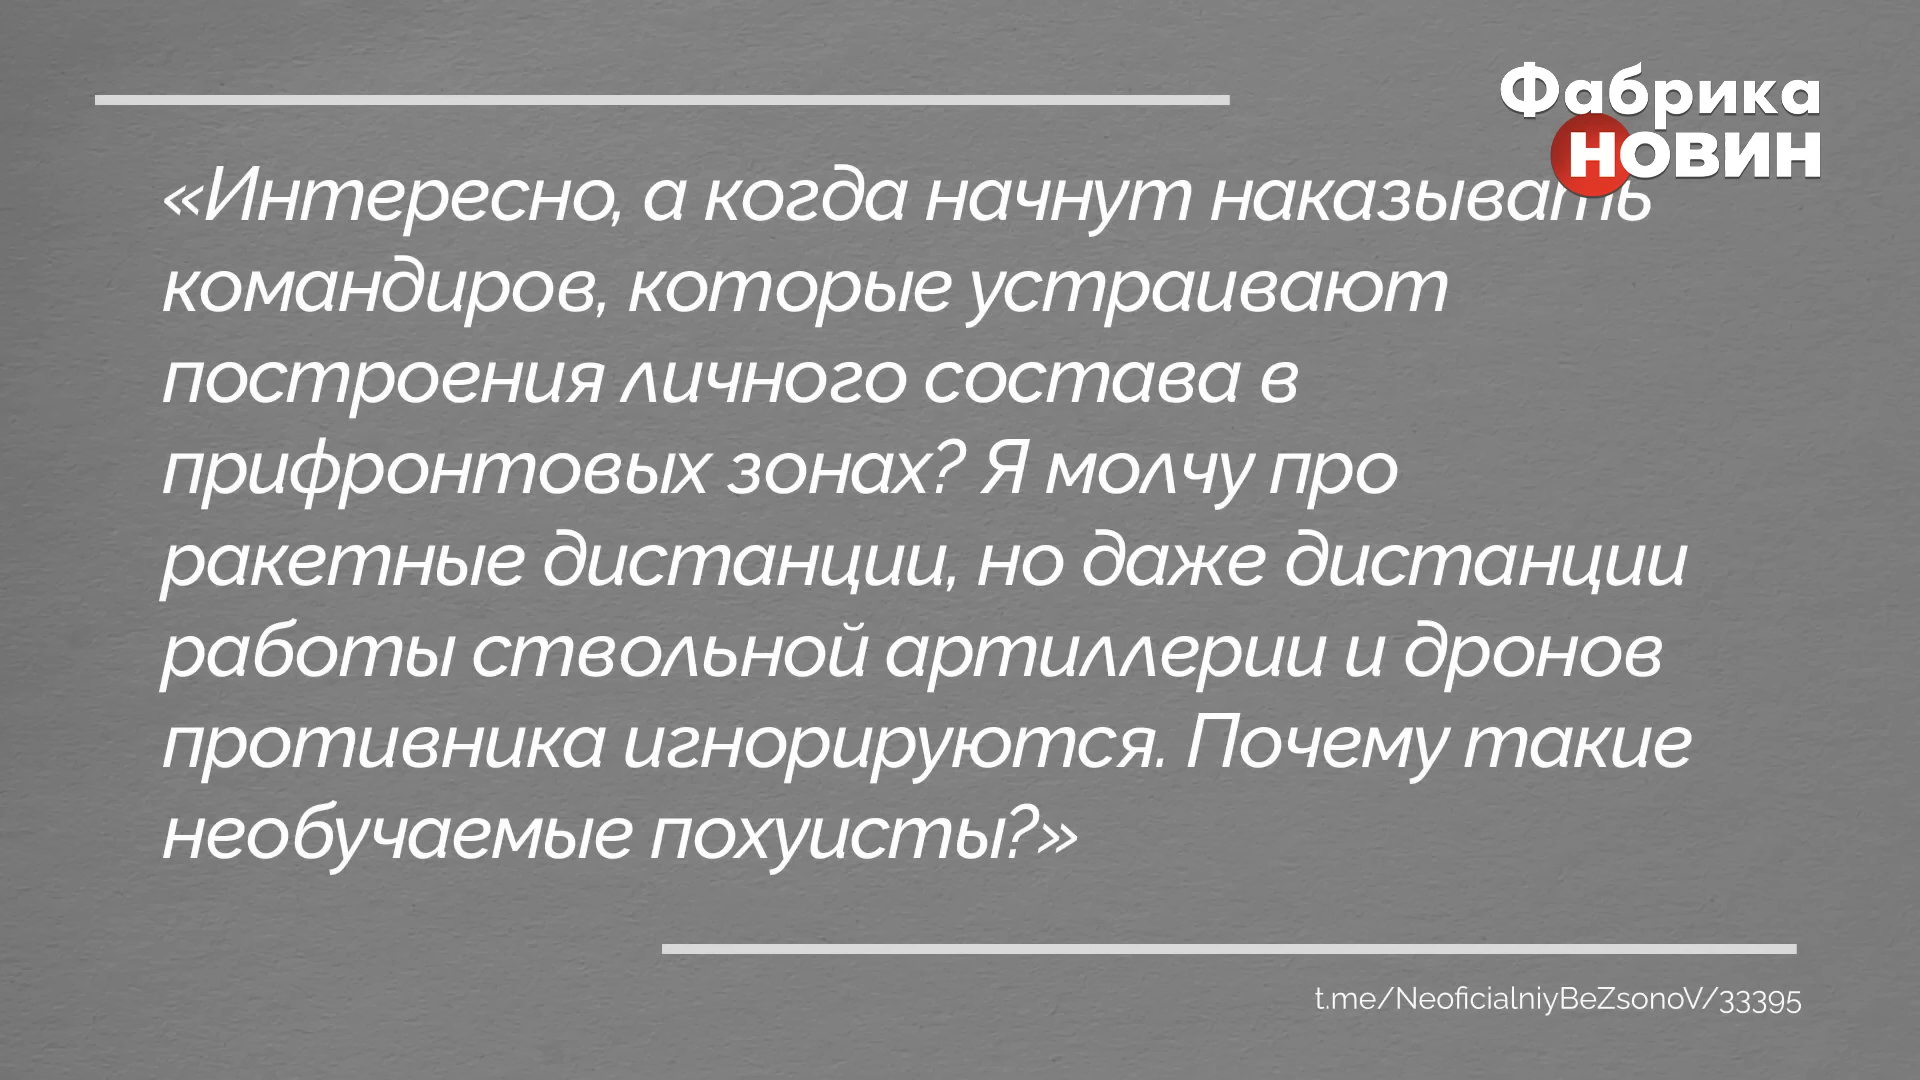 Фабрика
новин
«Интересно, а когда начнут наказывать
командиров, которые устраивают
построения личного состава в
прифронтовых зонах? Я молчу про
ракетные дистанции, но даже дистанции
работы ствольной артиллерии и дронов
противника игнорируются. Почему такие
необучаемые похуисты?»
t.me/NeoficialniyBeZsonoV/33395